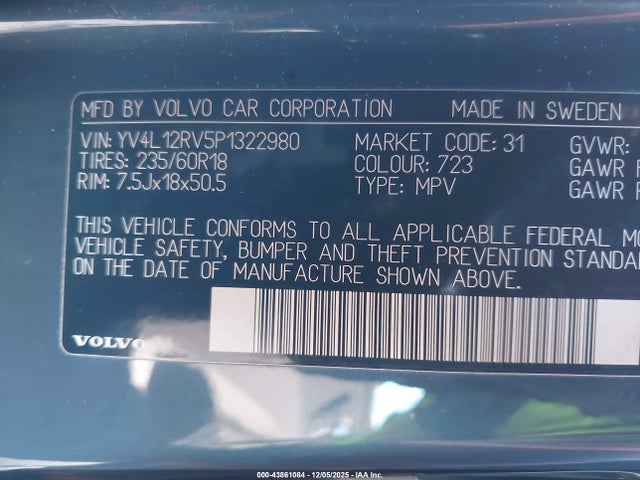 MFD BY VOLVO CAR CORPORATION MADE IN SWEDEN
VIN: YV4L12RV5P1322980 MARKET CODE: 31 GVWR:
TIRES: 235/60R18 COLOUR: 723 GAWR F
RIM: 7.5Jx18x50.5 TYPE: MPV GAWR R
THIS VEHICLE CONFORMS TO ALL APPLICABLE FEDERAL MO
VEHICLE SAFETY, BUMPER AND THEFT PREVENTION STANDA
ON THE DATE OF MANUFACTURE SHOWN ABOVE.
VOLVO
000-43861084 - 12/05/2025 - IAA Inc.